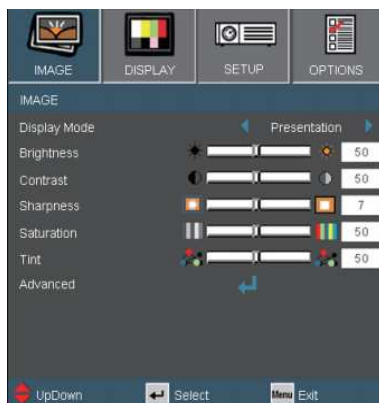 IMAGE DISPLAY SETUP OPTIONS
IMAGE
Display Mode Presentation
Brightness 50
Contrast 50
Sharpness 7
Saturation 50
Tint 50
Advanced
UpDown Select Menu Exit